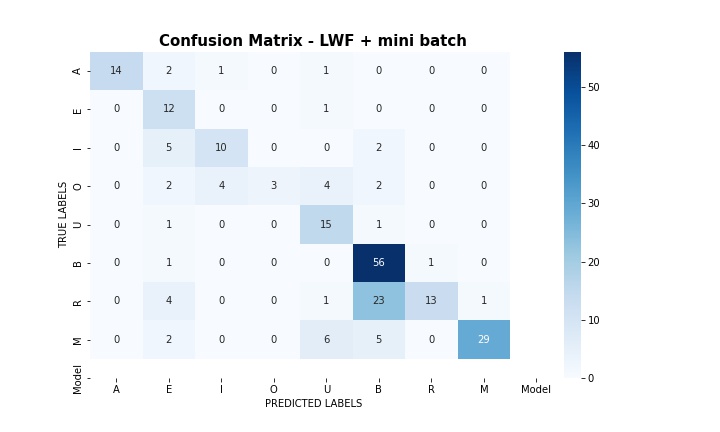 Confusion Matrix - LWF + mini batch
TRUE LABELS
A 14 2 1 0 1 0 0 0
E 0 12 0 0 1 0 0 0
I 0 5 10 0 0 2 0 0
O 0 2 4 3 4 2 0 0
U 0 1 0 0 15 1 0 0
B 0 1 0 0 0 56 1 0
R 0 4 0 0 1 23 13 1
M 0 2 0 0 6 5 0 29
Model
A E I O U B R M Model
PREDICTED LABELS
50
40
30
20
10
0